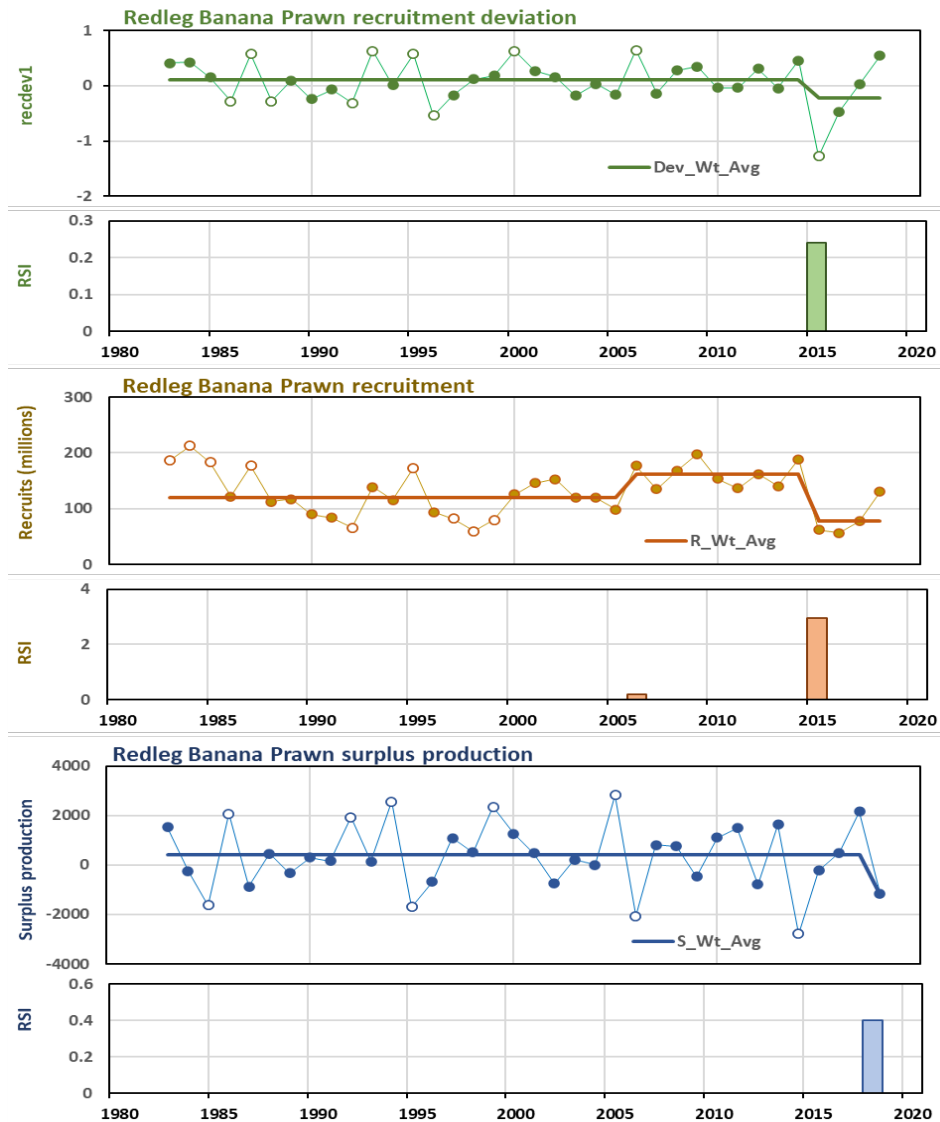 Redleg Banana Prawn recruitment deviation
recdev1
1
0
-1
-2
Dev_Wt_Avg
RSI
0.3
0.2
0.1
0
1980 1985 1990 1995 2000 2005 2010 2015 2020
Redleg Banana Prawn recruitment
Recruits (millions)
300
200
100
0
R_Wt_Avg
RSI
4
2
0
1980 1985 1990 1995 2000 2005 2010 2015 2020
Redleg Banana Prawn surplus production
Surplus production
4000
2000
0
-2000
-4000
S_Wt_Avg
RSI
0.6
0.4
0.2
0
1980 1985 1990 1995 2000 2005 2010 2015 2020